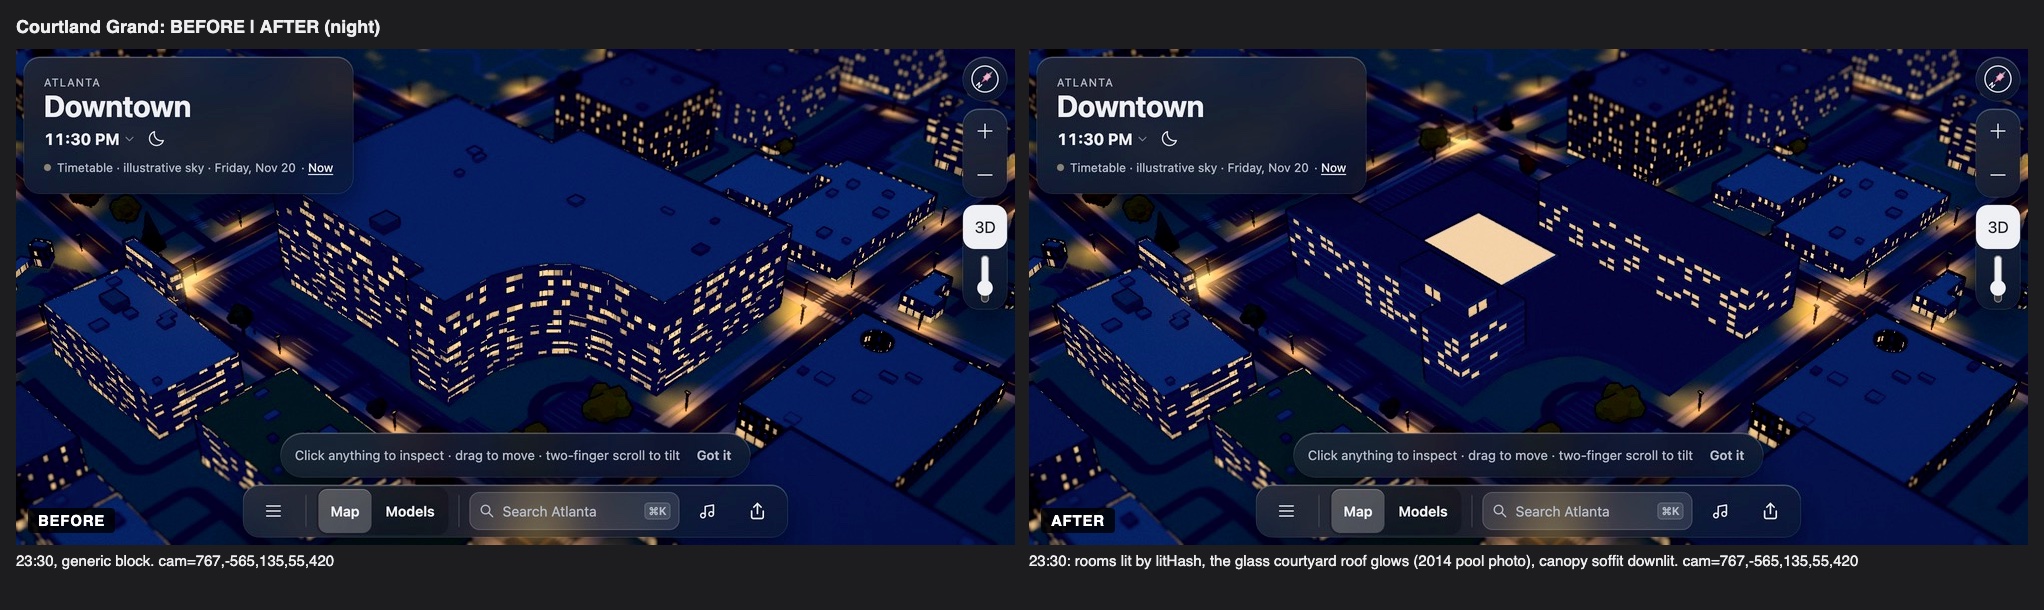 Courtland Grand: BEFORE | AFTER (night)
ATLANTA
Downtown
11:30 PM
Timetable · illustrative sky · Friday, Nov 20 · Now
N
3D
Click anything to inspect · drag to move · two-finger scroll to tilt Got it
Map Models Search Atlanta ⌘K
BEFORE
23:30, generic block. cam=767,-565,135,55,420
ATLANTA
Downtown
11:30 PM
Timetable · illustrative sky · Friday, Nov 20 · Now
N
3D
Click anything to inspect · drag to move · two-finger scroll to tilt Got it
Map Models Search Atlanta ⌘K
AFTER
23:30: rooms lit by litHash, the glass courtyard roof glows (2014 pool photo), canopy soffit downlit. cam=767,-565,135,55,420